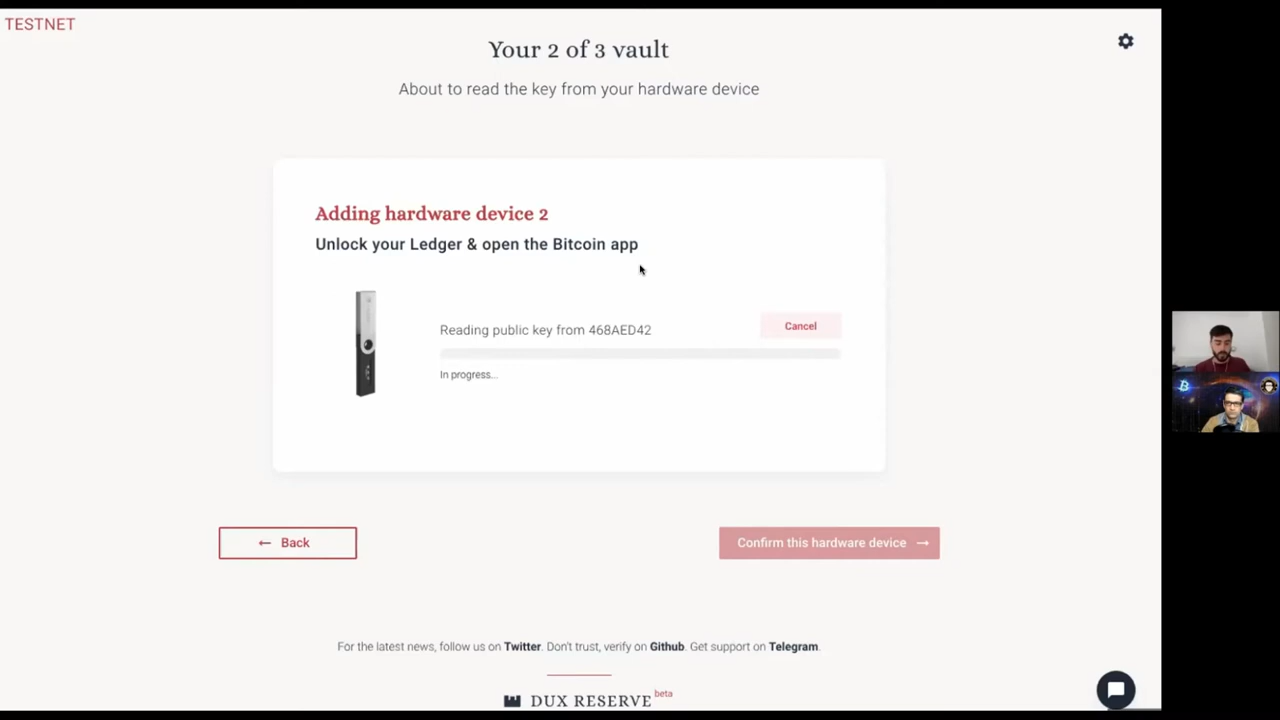 TESTNET
Your 2 of 3 vault
About to read the key from your hardware device
Adding hardware device 2
Unlock your Ledger & open the Bitcoin app
Reading public key from 468AED42
Cancel
In progress...
← Back
Confirm this hardware device →
For the latest news, follow us on Twitter. Don't trust, verify on Github. Get support on Telegram.
DUX RESERVE beta